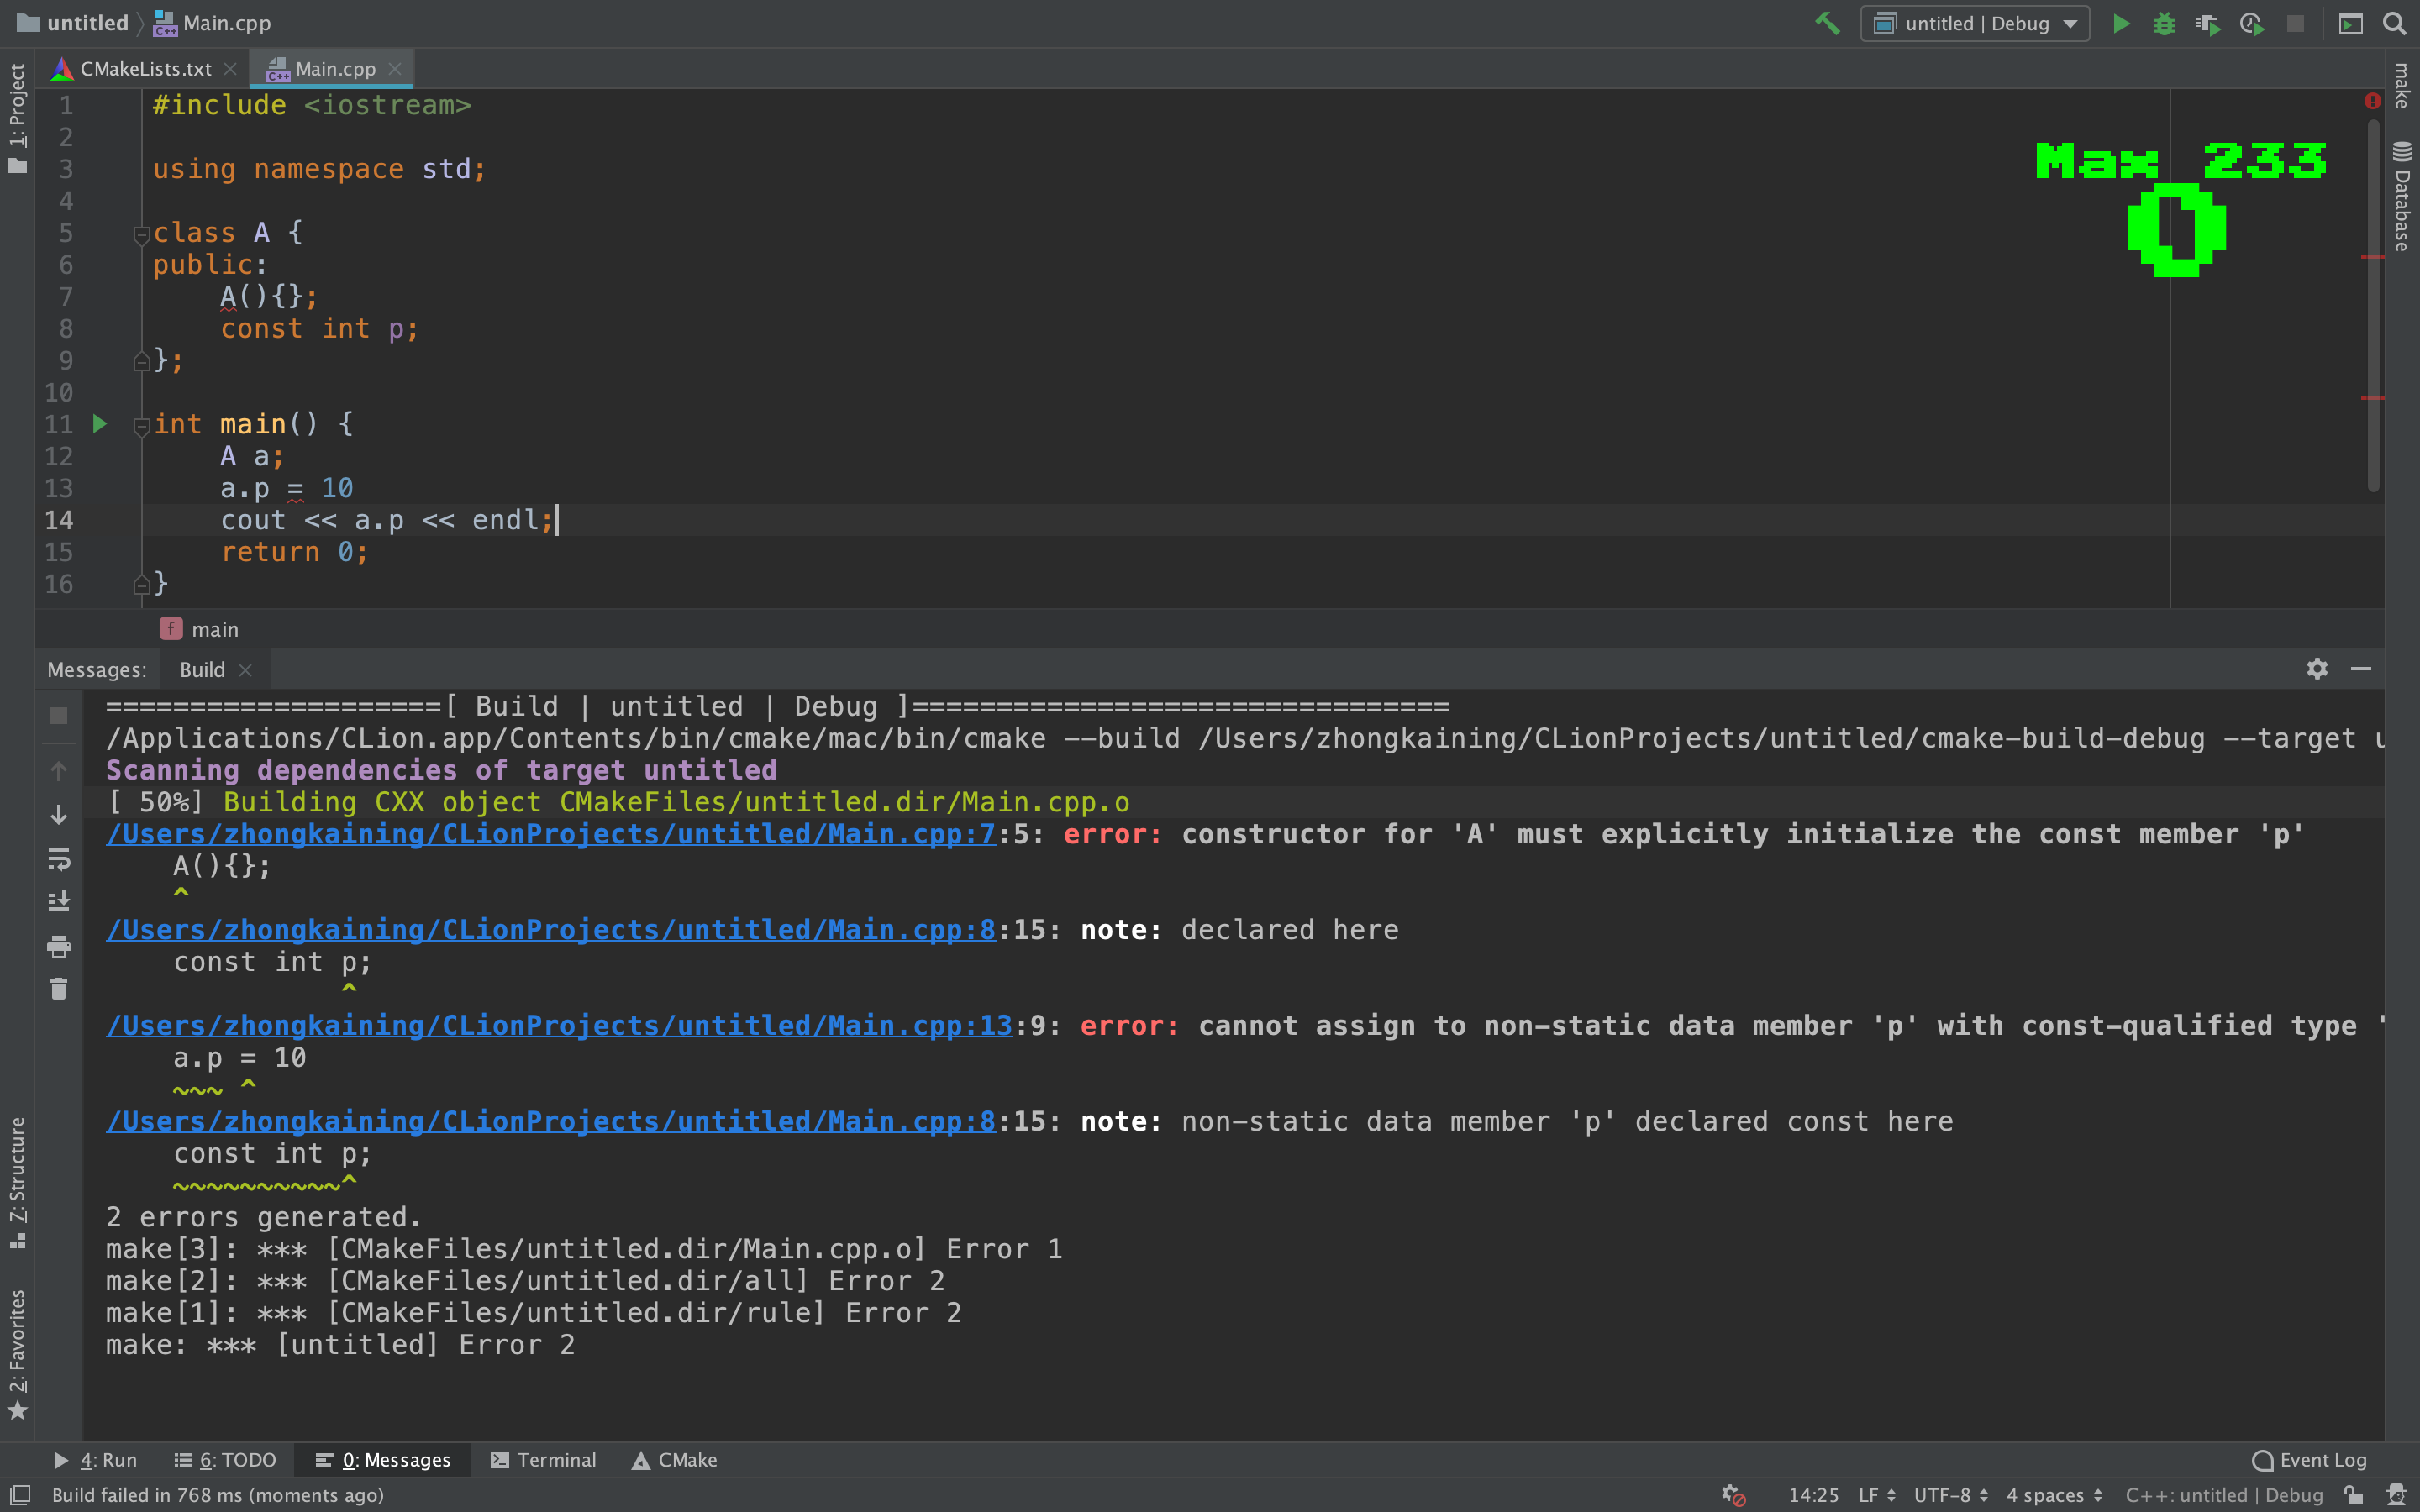 untitled Main.cpp untitled | Debug
CMakeLists.txt Main.cpp
1 #include <iostream>
2
3 using namespace std;
4
5 class A {
6 public:
7 A(){};
8 const int p;
9 };
10
11 int main() {
12 A a;
13 a.p = 10
14 cout << a.p << endl;
15 return 0;
16 }
Max 233
0
main
Messages: Build
====================[ Build | untitled | Debug ]================================
/Applications/CLion.app/Contents/bin/cmake/mac/bin/cmake --build /Users/zhongkaining/CLionProjects/untitled/cmake-build-debug --target
Scanning dependencies of target untitled
[ 50%] Building CXX object CMakeFiles/untitled.dir/Main.cpp.o
/Users/zhongkaining/CLionProjects/untitled/Main.cpp:7:5: error: constructor for 'A' must explicitly initialize the const member 'p'
A(){};
^
/Users/zhongkaining/CLionProjects/untitled/Main.cpp:8:15: note: declared here
const int p;
^
/Users/zhongkaining/CLionProjects/untitled/Main.cpp:13:9: error: cannot assign to non-static data member 'p' with const-qualified type '
a.p = 10
~~~ ^
/Users/zhongkaining/CLionProjects/untitled/Main.cpp:8:15: note: non-static data member 'p' declared const here
const int p;
~~~~~~~~~~^
2 errors generated.
make[3]: *** [CMakeFiles/untitled.dir/Main.cpp.o] Error 1
make[2]: *** [CMakeFiles/untitled.dir/all] Error 2
make[1]: *** [CMakeFiles/untitled.dir/rule] Error 2
make: *** [untitled] Error 2
1: Project
7: Structure
2: Favorites
make
Database
4: Run 6: TODO 0: Messages Terminal CMake Event Log
Build failed in 768 ms (moments ago) 14:25 LF UTF-8 4 spaces C++: untitled | Debug